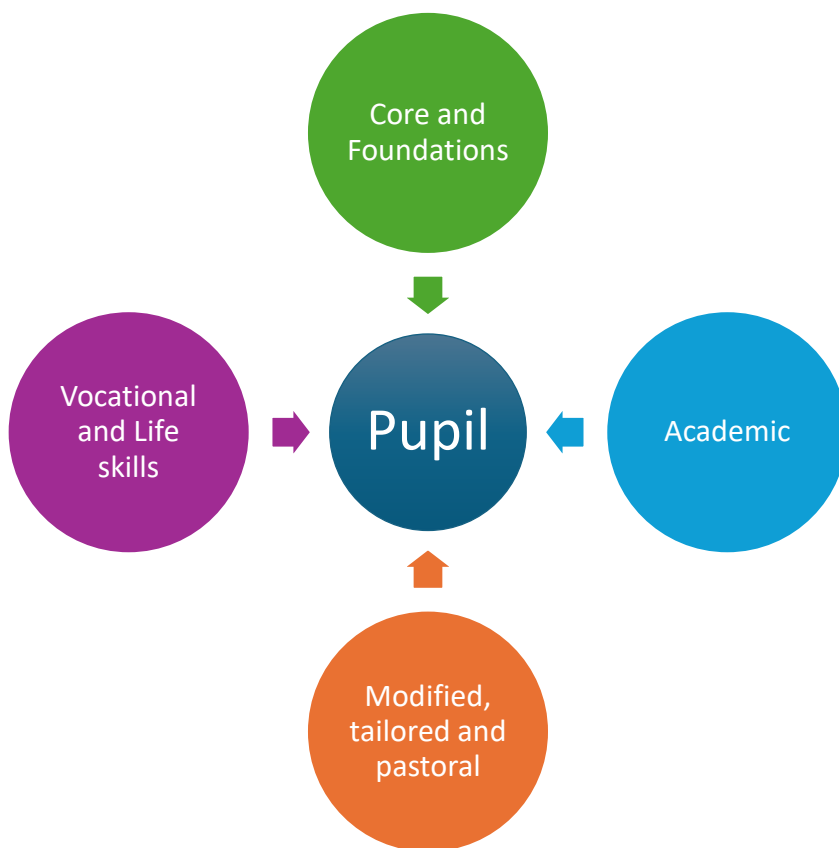 Core and
Foundations
Vocational
and Life
skills
Pupil
Academic
Modified,
tailored and
pastoral